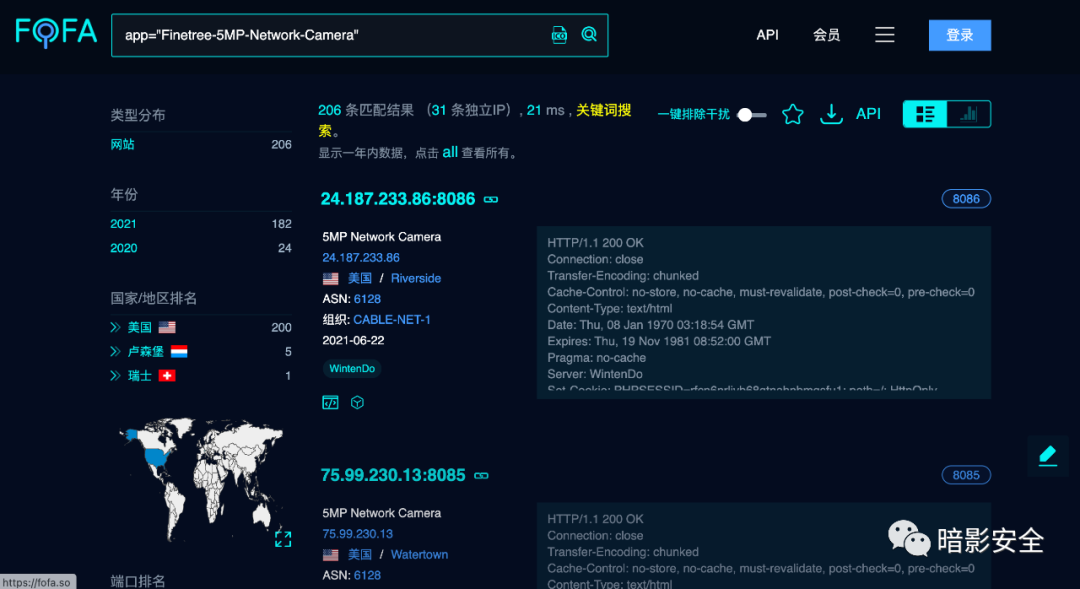 FOFA
app="Finetree-5MP-Network-Camera"
API
会员
登录
类型分布
网站 206
年份
2021 182
2020 24
国家/地区排名
美国 200
卢森堡 5
瑞士 1
端口排名
206 条匹配结果 （31 条独立IP）, 21 ms , 关键词搜
索。
显示一年内数据，点击 all 查看所有。
一键排除干扰
API
24.187.233.86:8086
8086
5MP Network Camera
24.187.233.86
美国 / Riverside
ASN: 6128
组织: CABLE-NET-1
2021-06-22
WintenDo
HTTP/1.1 200 OK
Connection: close
Transfer-Encoding: chunked
Cache-Control: no-store, no-cache, must-revalidate, post-check=0, pre-check=0
Content-Type: text/html
Date: Thu, 08 Jan 1970 03:18:54 GMT
Expires: Thu, 19 Nov 1981 08:52:00 GMT
Pragma: no-cache
Server: WintenDo
75.99.230.13:8085
8085
5MP Network Camera
75.99.230.13
美国 / Watertown
ASN: 6128
HTTP/1.1 200 OK
Connection: close
Transfer-Encoding: chunked
Cache-Control: no-store, no-cache, must-revalidate, post-check=0, pre-check=0
Content-Type: text/html
暗影安全
https://fofa.so